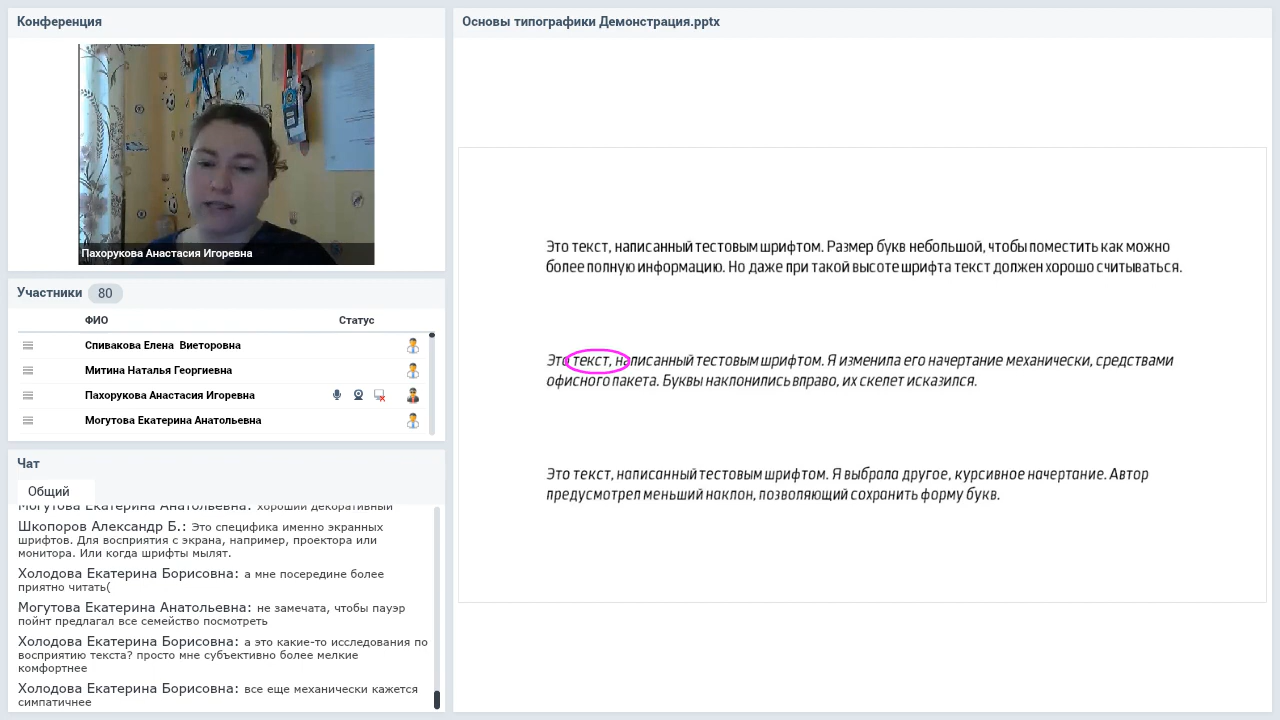 Конференция
Пахорукова Анастасия Игоревна
Участники 80
ФИО Статус
Спивакова Елена Виеторовна
Митина Наталья Георгиевна
Пахорукова Анастасия Игоревна
Могутова Екатерина Анатольевна
Чат
Общий
Могутова Екатерина Анатольевна: хороший декоративный
Шкопоров Александр Б.: Это специфика именно экранных
шрифтов. Для восприятия с экрана, например, проектора или
монитора. Или когда шрифты мылят.
Холодова Екатерина Борисовна: а мне посередине более
приятно читать(
Могутова Екатерина Анатольевна: не замечата, чтобы пауэр
пойнт предлагал все семейство посмотреть
Холодова Екатерина Борисовна: а это какие-то исследования по
восприятию текста? просто мне субъективно более мелкие
комфортнее
Холодова Екатерина Борисовна: все еще механически кажется
симпатичнее
Основы типографики Демонстрация.pptx
Это текст, написанный тестовым шрифтом. Размер букв небольшой, чтобы поместить как можно
более полную информацию. Но даже при такой высоте шрифта текст должен хорошо считываться.
Это текст, написанный тестовым шрифтом. Я изменила его начертание механически, средствами
офисного пакета. Буквы наклонились вправо, их скелет исказился.
Это текст, написанный тестовым шрифтом. Я выбрала другое, курсивное начертание. Автор
предусмотрел меньший наклон, позволяющий сохранить форму букв.